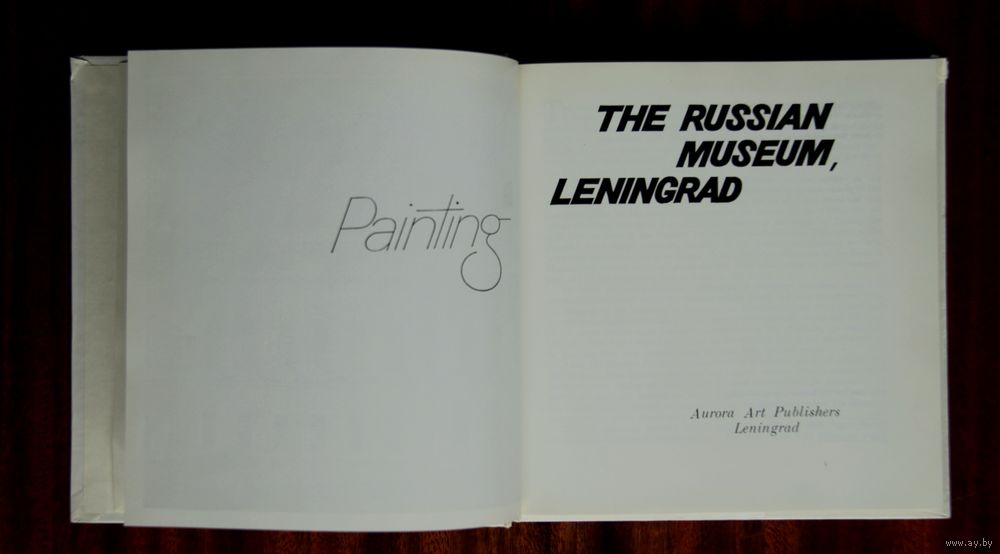 Painting
THE RUSSIAN
MUSEUM,
LENINGRAD
Aurora Art Publishers
Leningrad
www.ay.by